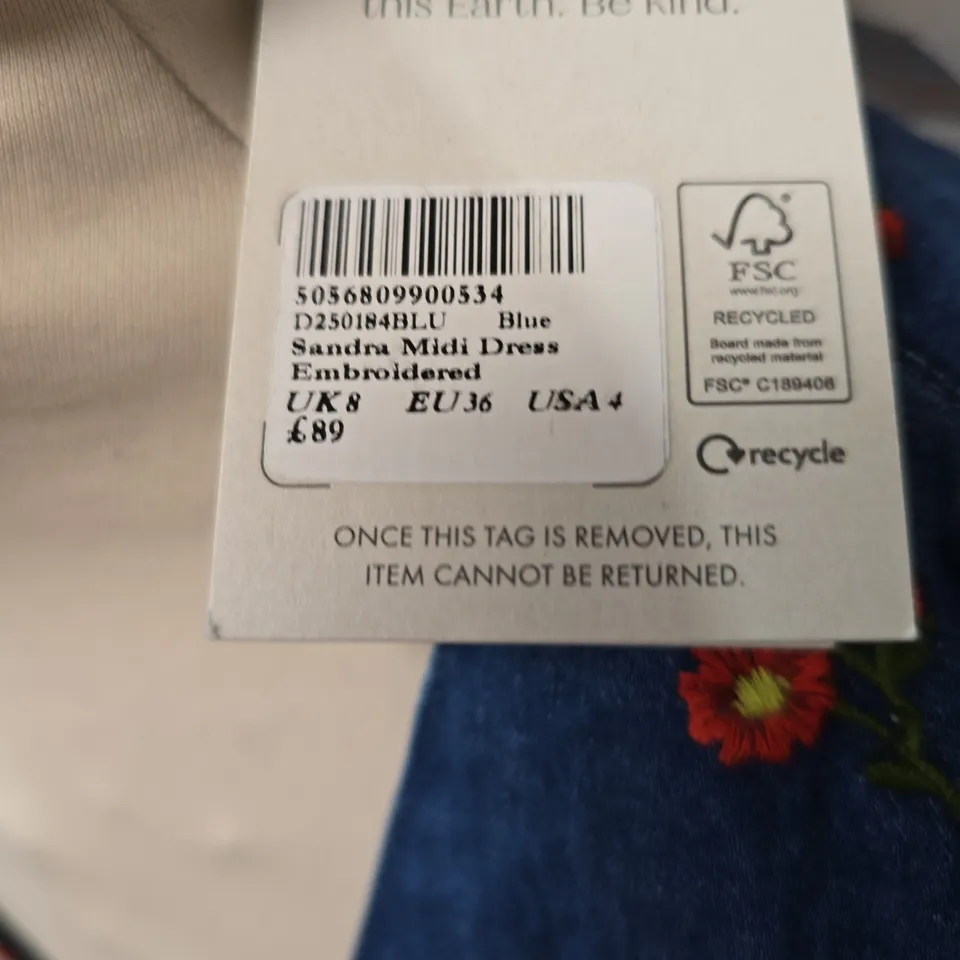 this Earth. Be kind.
5056809900534
D250184BLU Blue
Sandra Midi Dress
Embroidered
UK 8 EU 36 USA 4
£89
FSC
www.fsc.org
RECYCLED
Board made from
recycled material
FSC® C189406
recycle
ONCE THIS TAG IS REMOVED, THIS
ITEM CANNOT BE RETURNED.